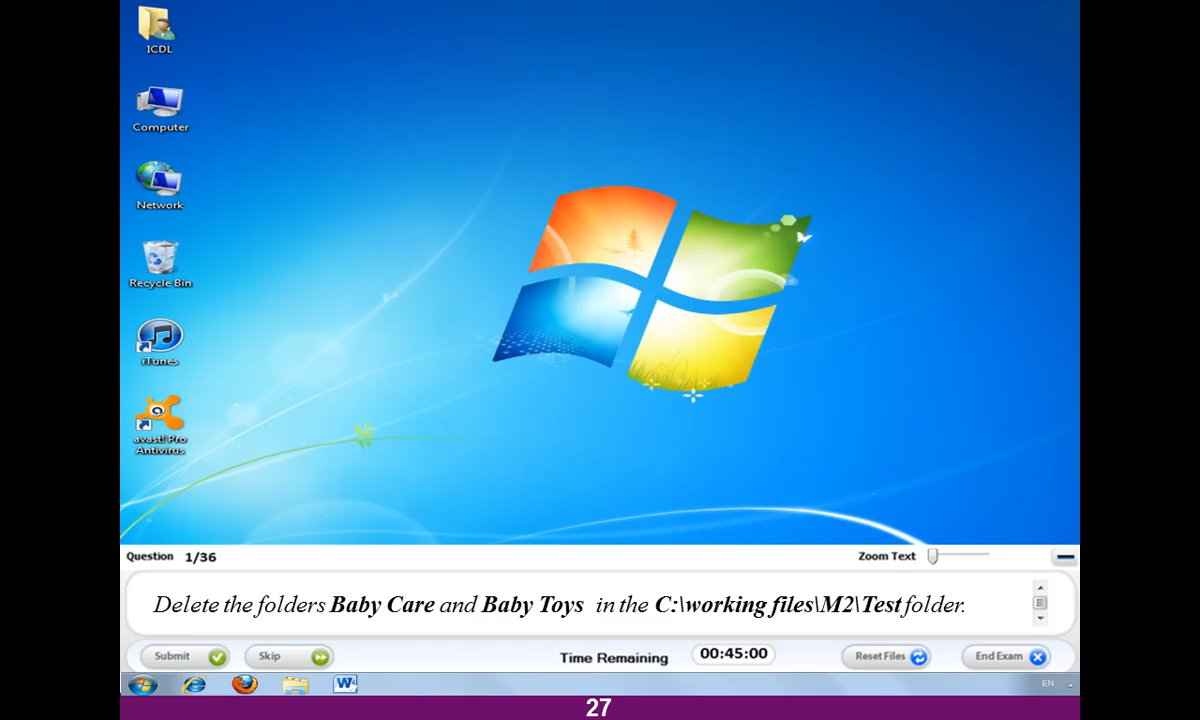 ICDL
Computer
Network
Recycle Bin
iTunes
avast! Pro
Antivirus
Question 1/36
Zoom Text
Delete the folders Baby Care and Baby Toys in the C:\working files\M2\Test folder.
Submit
Skip
Time Remaining
00:45:00
Reset Files
End Exam
EN
27